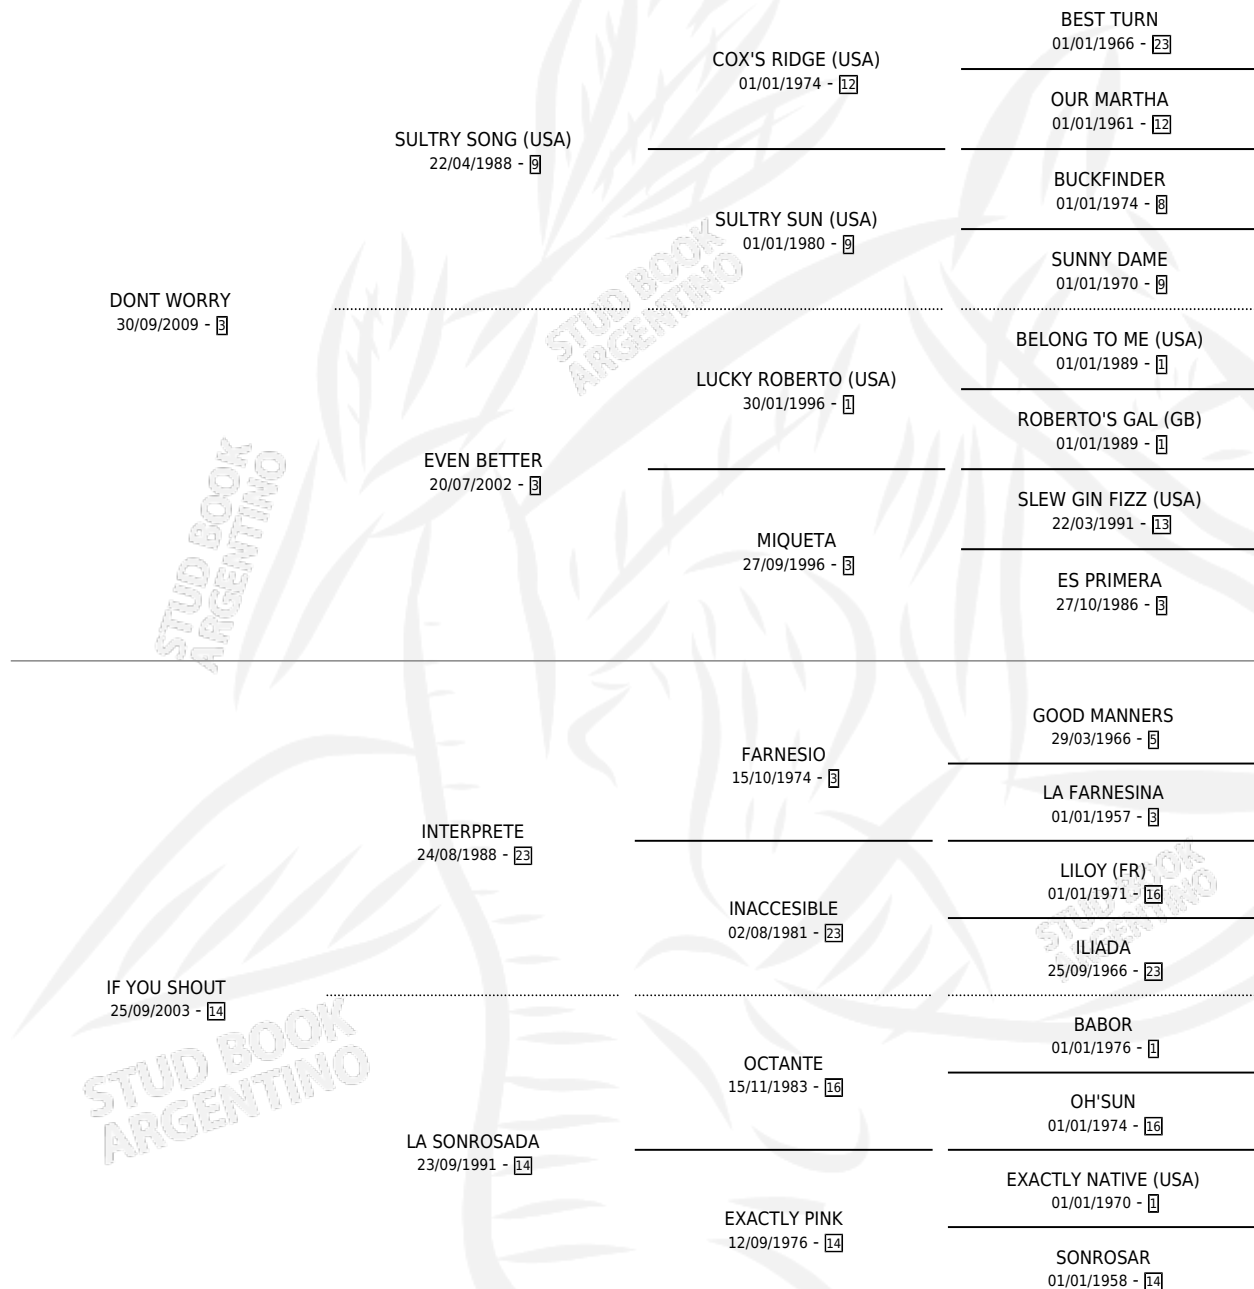 BEST TURN
01/01/1966 - 23
COX'S RIDGE (USA)
01/01/1974 - 12
OUR MARTHA
01/01/1961 - 12
SULTRY SONG (USA)
22/04/1988 - 9
BUCKFINDER
01/01/1974 - 8
SULTRY SUN (USA)
01/01/1980 - 9
SUNNY DAME
01/01/1970 - 9
STUD BOOK
ARGENTINO
DONT WORRY
30/09/2009 - 3
BELONG TO ME (USA)
01/01/1989 - 1
LUCKY ROBERTO (USA)
30/01/1996 - 1
ROBERTO'S GAL (GB)
01/01/1989 - 1
EVEN BETTER
20/07/2002 - 3
SLEW GIN FIZZ (USA)
22/03/1991 - 13
MIQUETA
27/09/1996 - 3
ES PRIMERA
27/10/1986 - 3
STUD BOOK
ARGENTINO
GOOD MANNERS
29/03/1966 - 5
FARNESIO
15/10/1974 - 3
LA FARNESINA
01/01/1957 - 3
INTERPRETE
24/08/1988 - 23
LILOY (FR)
01/01/1971 - 16
INACCESIBLE
02/08/1981 - 23
ILIADA
25/09/1966 - 23
STUD BOOK
ARGENTINO
IF YOU SHOUT
25/09/2003 - 14
BABOR
01/01/1976 - 1
OCTANTE
15/11/1983 - 16
OH'SUN
01/01/1974 - 16
STUD BOOK
ARGENTINO
LA SONROSADA
23/09/1991 - 14
EXACTLY NATIVE (USA)
01/01/1970 - 1
EXACTLY PINK
12/09/1976 - 14
SONROSAR
01/01/1958 - 14